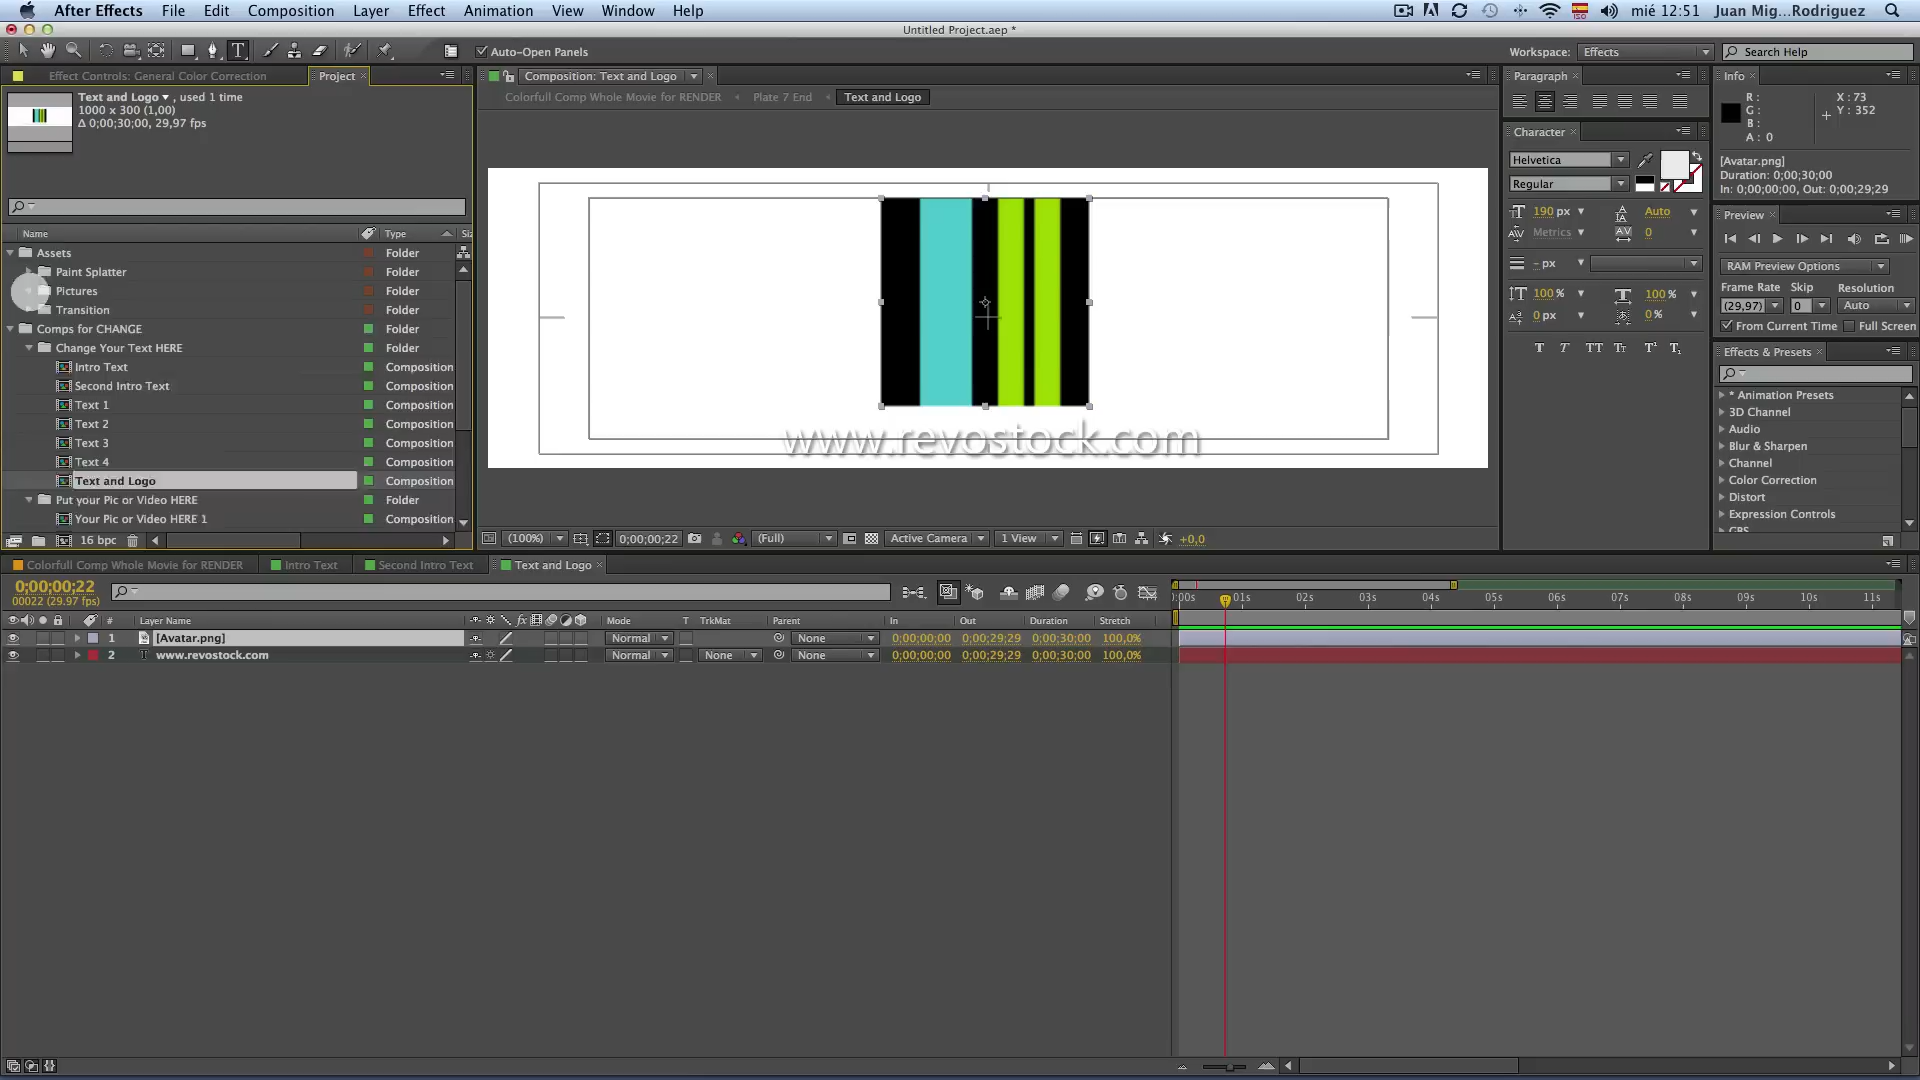 After Effects File Edit Composition Layer Effect Animation View Window Help mié 12:51 Juan Mig...Rodriguez
Untitled Project.aep *
Auto-Open Panels Workspace: Effects Search Help
Effect Controls: General Color Correction Project
Text and Logo , used 1 time
1000 x 300 (1,00)
Δ 0;00;30;00, 29,97 fps
Name Type Siz
Assets Folder
Paint Splatter Folder
Pictures Folder
Transition Folder
Comps for CHANGE Folder
Change Your Text HERE Folder
Intro Text Composition
Second Intro Text Composition
Text 1 Composition
Text 2 Composition
Text 3 Composition
Text 4 Composition
Text and Logo Composition
Put your Pic or Video HERE Folder
Your Pic or Video HERE 1 Composition
16 bpc
Composition: Text and Logo
Colorfull Comp Whole Movie for RENDER Plate 7 End Text and Logo
www.revostock.com
(100%) 0;00;00;22 (Full) Active Camera 1 View +0,0
Paragraph
Character
Helvetica
Regular
190 px Auto
Metrics 0
- px
100 % 100 %
0 px 0 %
T T TT Tt T¹ T₁
Info
R : X : 73
G : Y : 352
B :
A : 0
[Avatar.png]
Duration: 0;00;30;00
In: 0;00;00;00, Out: 0;00;29;29
Preview
RAM Preview Options
Frame Rate Skip Resolution
(29,97) 0 Auto
From Current Time Full Screen
Effects & Presets
* Animation Presets
3D Channel
Audio
Blur & Sharpen
Channel
Color Correction
Distort
Expression Controls
Colorfull Comp Whole Movie for RENDER Intro Text Second Intro Text Text and Logo
0;00;00;22
00022 (29.97 fps)
:00s 01s 02s 03s 04s 05s 06s 07s 08s 09s 10s 11s
# Layer Name Mode T TrkMat Parent In Out Duration Stretch
1 [Avatar.png] Normal None 0;00;00;00 0;00;29;29 0;00;30;00 100,0%
2 www.revostock.com Normal None None 0;00;00;00 0;00;29;29 0;00;30;00 100,0%